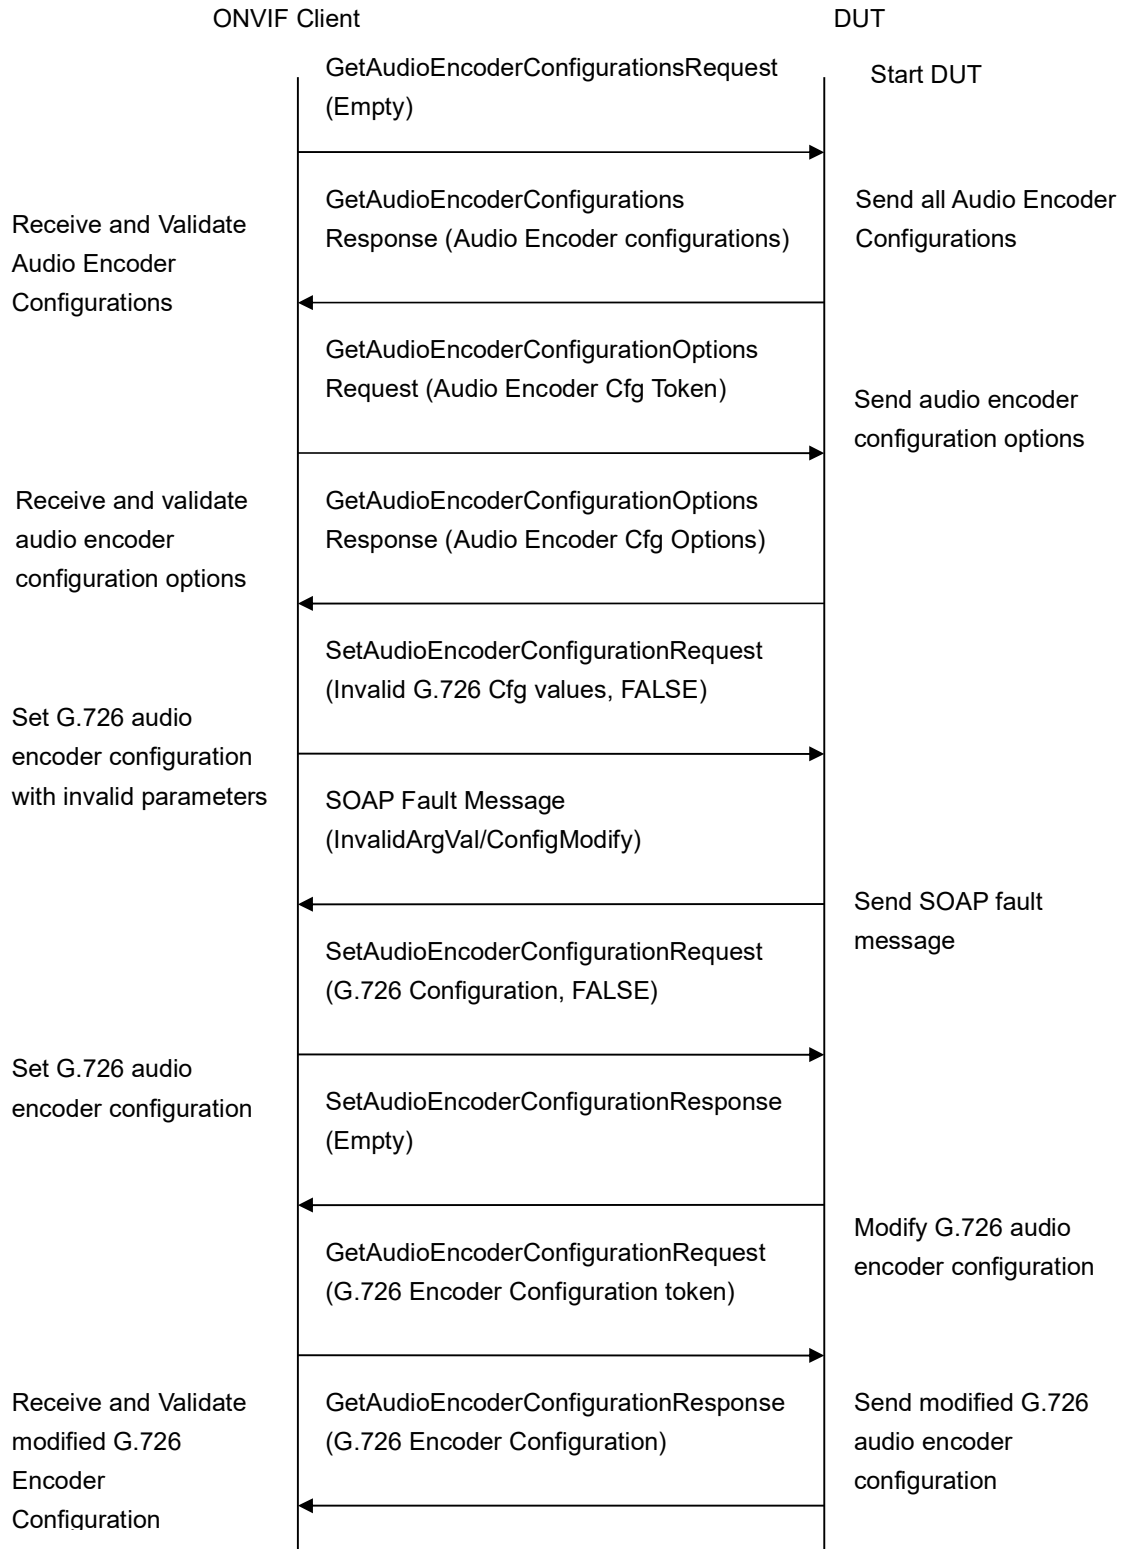 ONVIF Client
DUT
GetAudioEncoderConfigurationsRequest
(Empty)
Start DUT
GetAudioEncoderConfigurations
Response (Audio Encoder configurations)
Send all Audio Encoder
Configurations
Receive and Validate
Audio Encoder
Configurations
GetAudioEncoderConfigurationOptions
Request (Audio Encoder Cfg Token)
Send audio encoder
configuration options
Receive and validate
audio encoder
configuration options
GetAudioEncoderConfigurationOptions
Response (Audio Encoder Cfg Options)
SetAudioEncoderConfigurationRequest
(Invalid G.726 Cfg values, FALSE)
Set G.726 audio
encoder configuration
with invalid parameters
SOAP Fault Message
(InvalidArgVal/ConfigModify)
Send SOAP fault
message
SetAudioEncoderConfigurationRequest
(G.726 Configuration, FALSE)
Set G.726 audio
encoder configuration
SetAudioEncoderConfigurationResponse
(Empty)
Modify G.726 audio
encoder configuration
GetAudioEncoderConfigurationRequest
(G.726 Encoder Configuration token)
Receive and Validate
modified G.726
Encoder
Configuration
GetAudioEncoderConfigurationResponse
(G.726 Encoder Configuration)
Send modified G.726
audio encoder
configuration